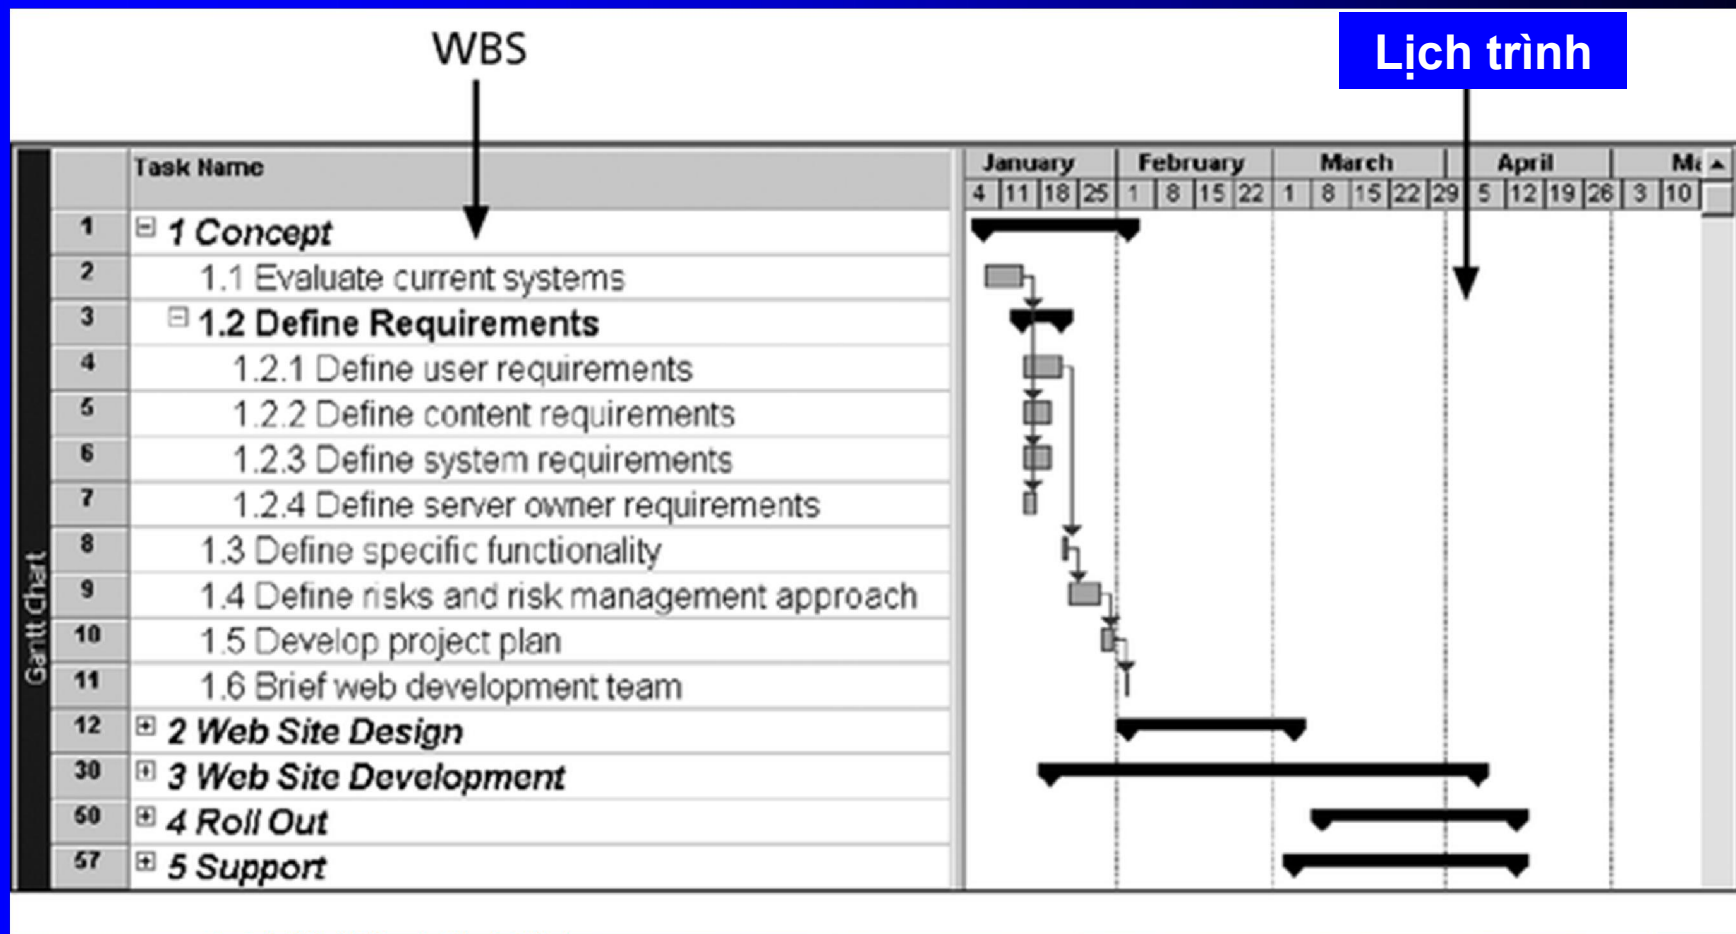 WBS
Lịch trình
Task Name January February March April
4 11 18 25 1 8 15 22 1 8 15 22 29 5 12 19 26 3 10
1 1 Concept
2 1.1 Evaluate current systems
3 1.2 Define Requirements
4 1.2.1 Define user requirements
5 1.2.2 Define content requirements
6 1.2.3 Define system requirements
7 1.2.4 Define server owner requirements
8 1.3 Define specific functionality
9 1.4 Define risks and risk management approach
10 1.5 Develop project plan
11 1.6 Brief web development team
12 2 Web Site Design
30 3 Web Site Development
50 4 Roll Out
57 5 Support
Gantt Chart